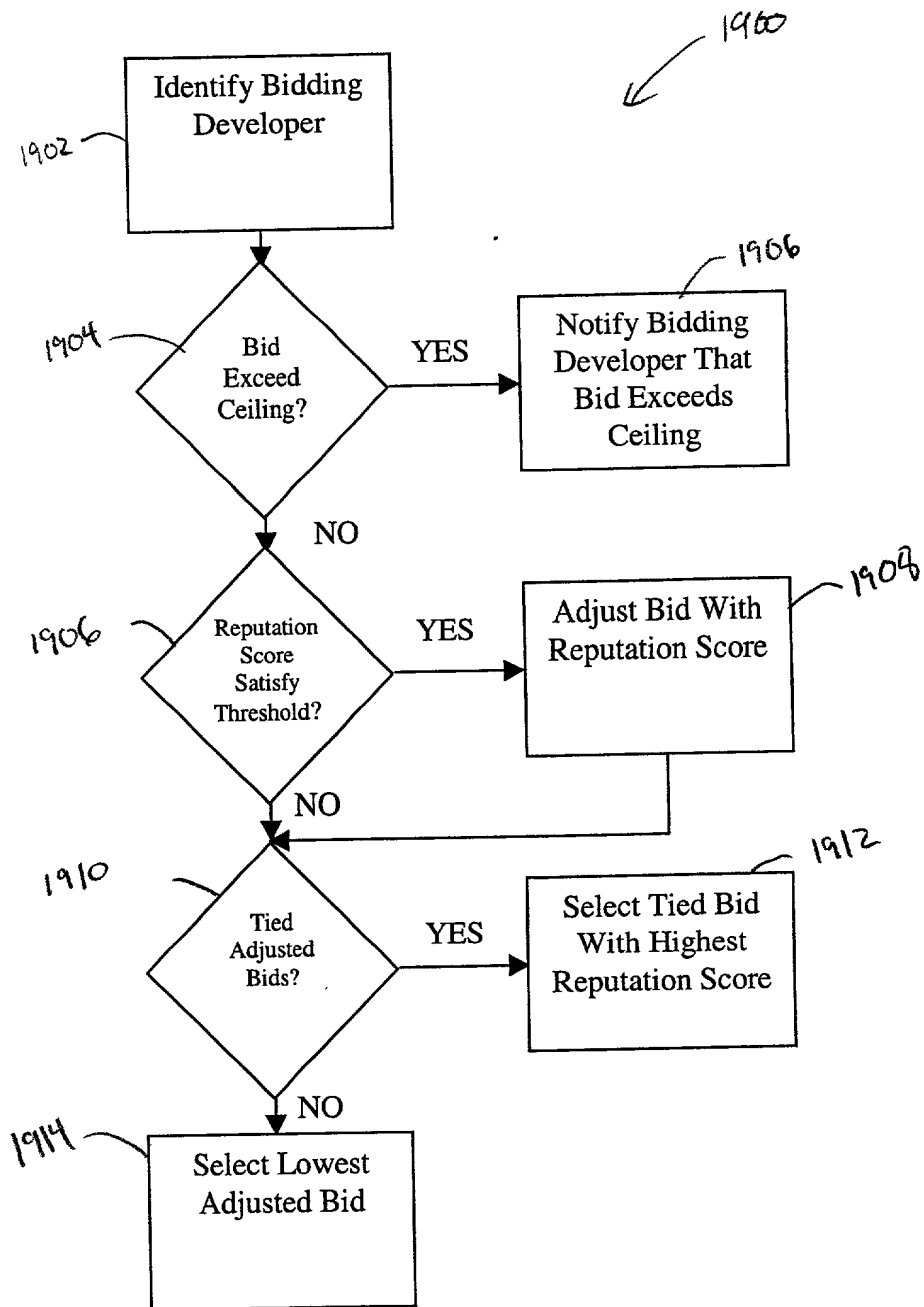 1900
Identify Bidding
Developer
1902
1906
Notify Bidding
Developer That
Bid Exceeds
Ceiling
1904
Bid
Exceed
Ceiling?
YES
NO
1908
Adjust Bid With
Reputation Score
1906
Reputation
Score
Satisfy
Threshold?
YES
NO
1912
Select Tied Bid
With Highest
Reputation Score
1910
Tied
Adjusted
Bids?
YES
NO
1914
Select Lowest
Adjusted Bid